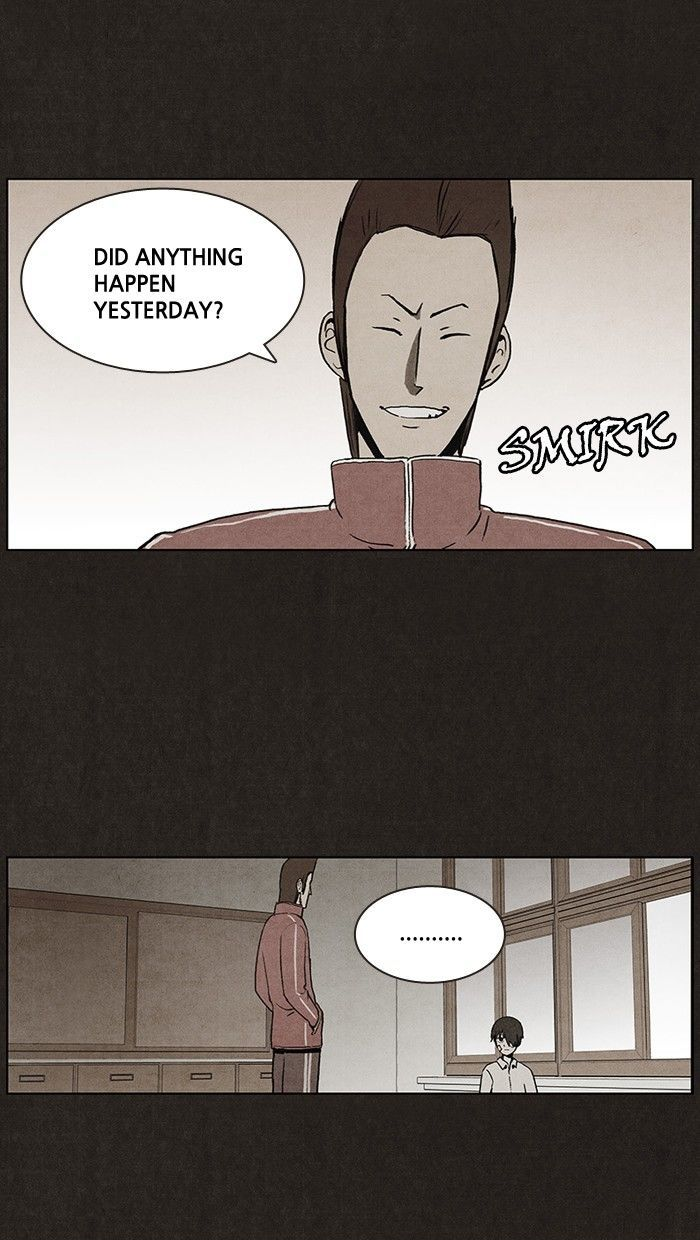 DID ANYTHING
HAPPEN
YESTERDAY?
SMIRK
..........